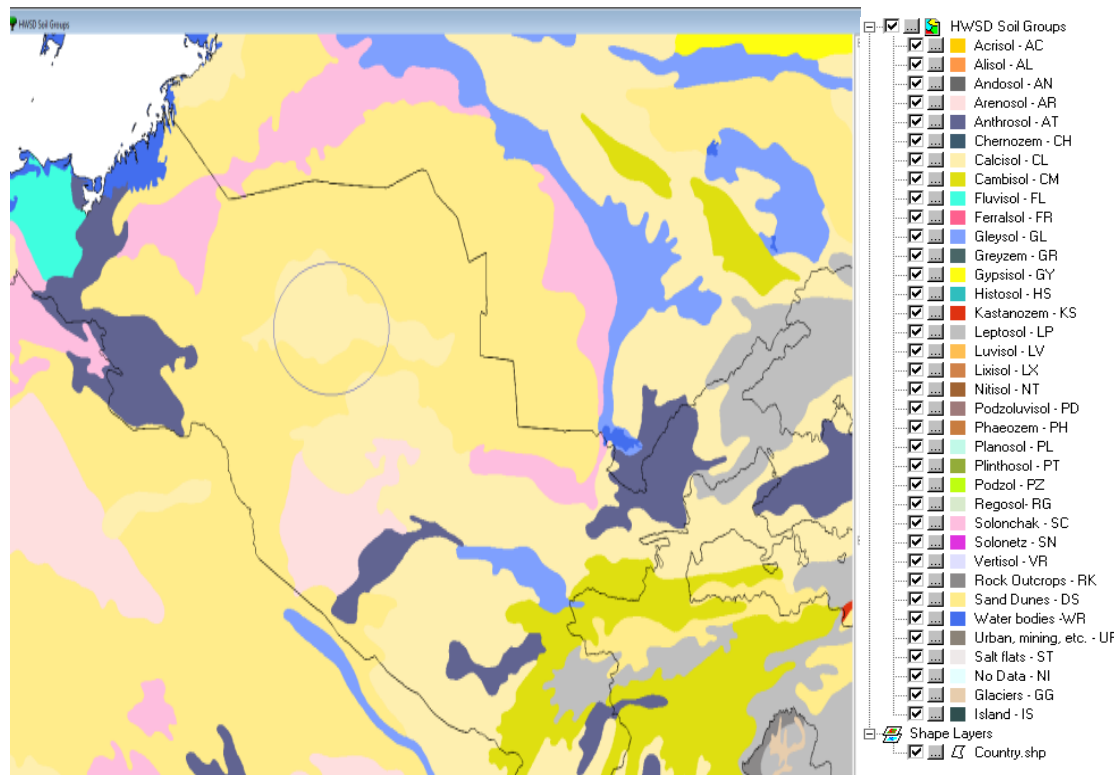 HWSD Soil Groups
HWSD Soil Groups
Acrisol - AC
Alisol - AL
Andosol - AN
Arenosol - AR
Anthrosol - AT
Chernozem - CH
Calcisol - CL
Cambisol - CM
Fluvisol - FL
Ferralsol - FR
Gleysol - GL
Greyzem - GR
Gypsisol - GY
Histosol - HS
Kastanozem - KS
Leptosol - LP
Luvisol - LV
Lixisol - LX
Nitisol - NT
Podzoluvisol - PD
Phaeozem - PH
Planosol - PL
Plinthosol - PT
Podzol - PZ
Regosol- RG
Solonchak - SC
Solonetz - SN
Vertisol - VR
Rock Outcrops - RK
Sand Dunes - DS
Water bodies -WR
Urban, mining, etc. - UR
Salt flats - ST
No Data - NI
Glaciers - GG
Island - IS
Shape Layers
Country.shp